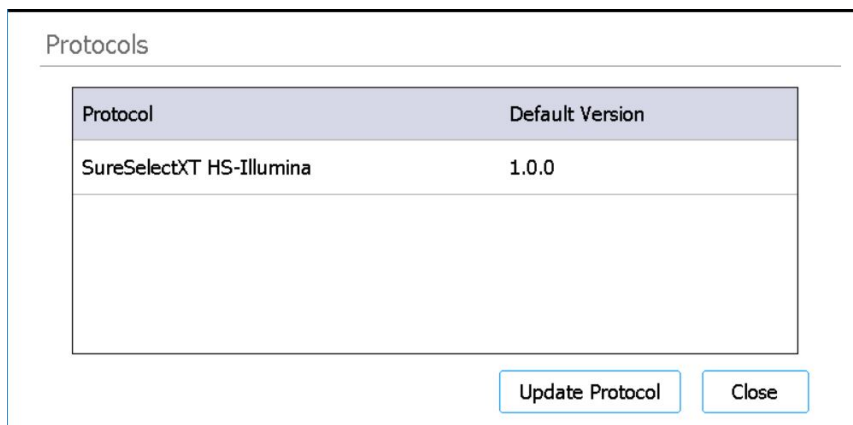 Protocols
Protocol Default Version
SureSelectXT HS-Illumina 1.0.0
Update Protocol Close